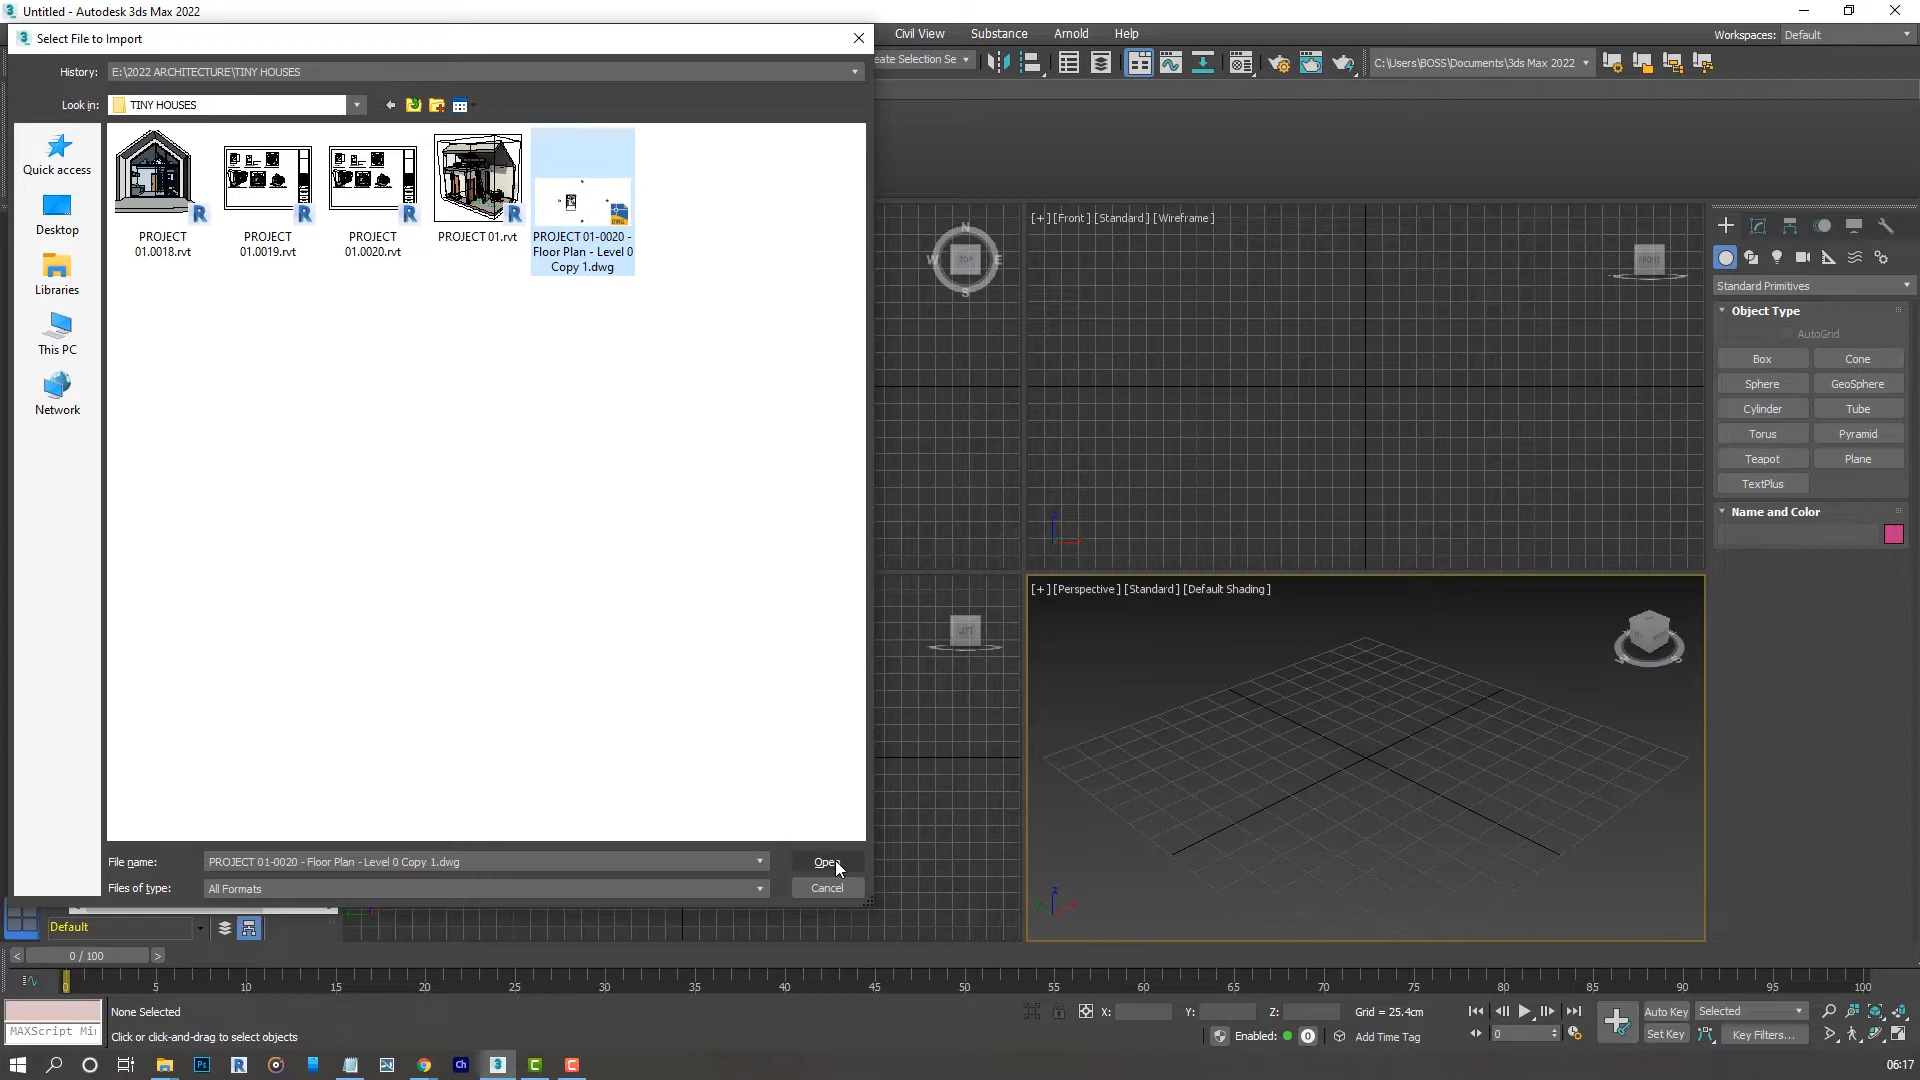 Untitled - Autodesk 3ds Max 2022
Select File to Import
Civil View
Substance
Arnold
Help
Workspaces: Default
eate Selection Se
C:\Users\BOSS\Documents\3ds Max 2022
History: E:\2022 ARCHITECTURE\TINY HOUSES
Look in: TINY HOUSES
Quick access
Desktop
Libraries
This PC
Network
PROJECT
01.0018.rvt
PROJECT
01.0019.rvt
PROJECT
01.0020.rvt
PROJECT 01.rvt
PROJECT 01-0020 -
Floor Plan - Level 0
Copy 1.dwg
File name: PROJECT 01-0020 - Floor Plan - Level 0 Copy 1.dwg
Open
Files of type: All Formats
Cancel
N
W TOP E
S
[+] [Front] [Standard] [Wireframe]
FRONT
[+] [Perspective] [Standard] [Default Shading]
Standard Primitives
Object Type
AutoGrid
Box Cone
Sphere GeoSphere
Cylinder Tube
Torus Pyramid
Teapot Plane
TextPlus
Name and Color
Default
0 / 100
0 5 10 15 20 25 30 35 40 45 50 55 60 65 70 75 80 85 90 95 100
None Selected
X: Y: Z: Grid = 25.4cm
Auto Key Selected
MAXScript Mi
Click or click-and-drag to select objects
Enabled: 0 Add Time Tag
0
Set Key Key Filters...
06:17